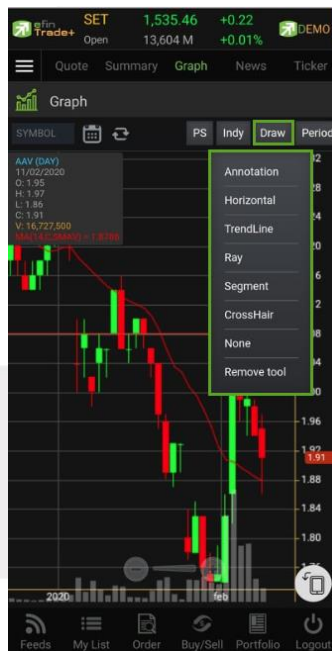 efin Trade+ SET 1,535.46 +0.22 DEMO
Open 13,604 M +0.01%
Quote Summary Graph News Ticker
Graph
SYMBOL PS Indy Draw Period
AAV (DAY)
11/02/2020
O: 1.95
H: 1.97
L: 1.86
C: 1.91
V: 16,727,500
Annotation
Horizontal
TrendLine
Ray
Segment
CrossHair
None
Remove tool
1.96
1.92
1.91
1.88
1.84
1.80
2020 feb
Feeds My List Order Buy/Sell Portfolio Logout